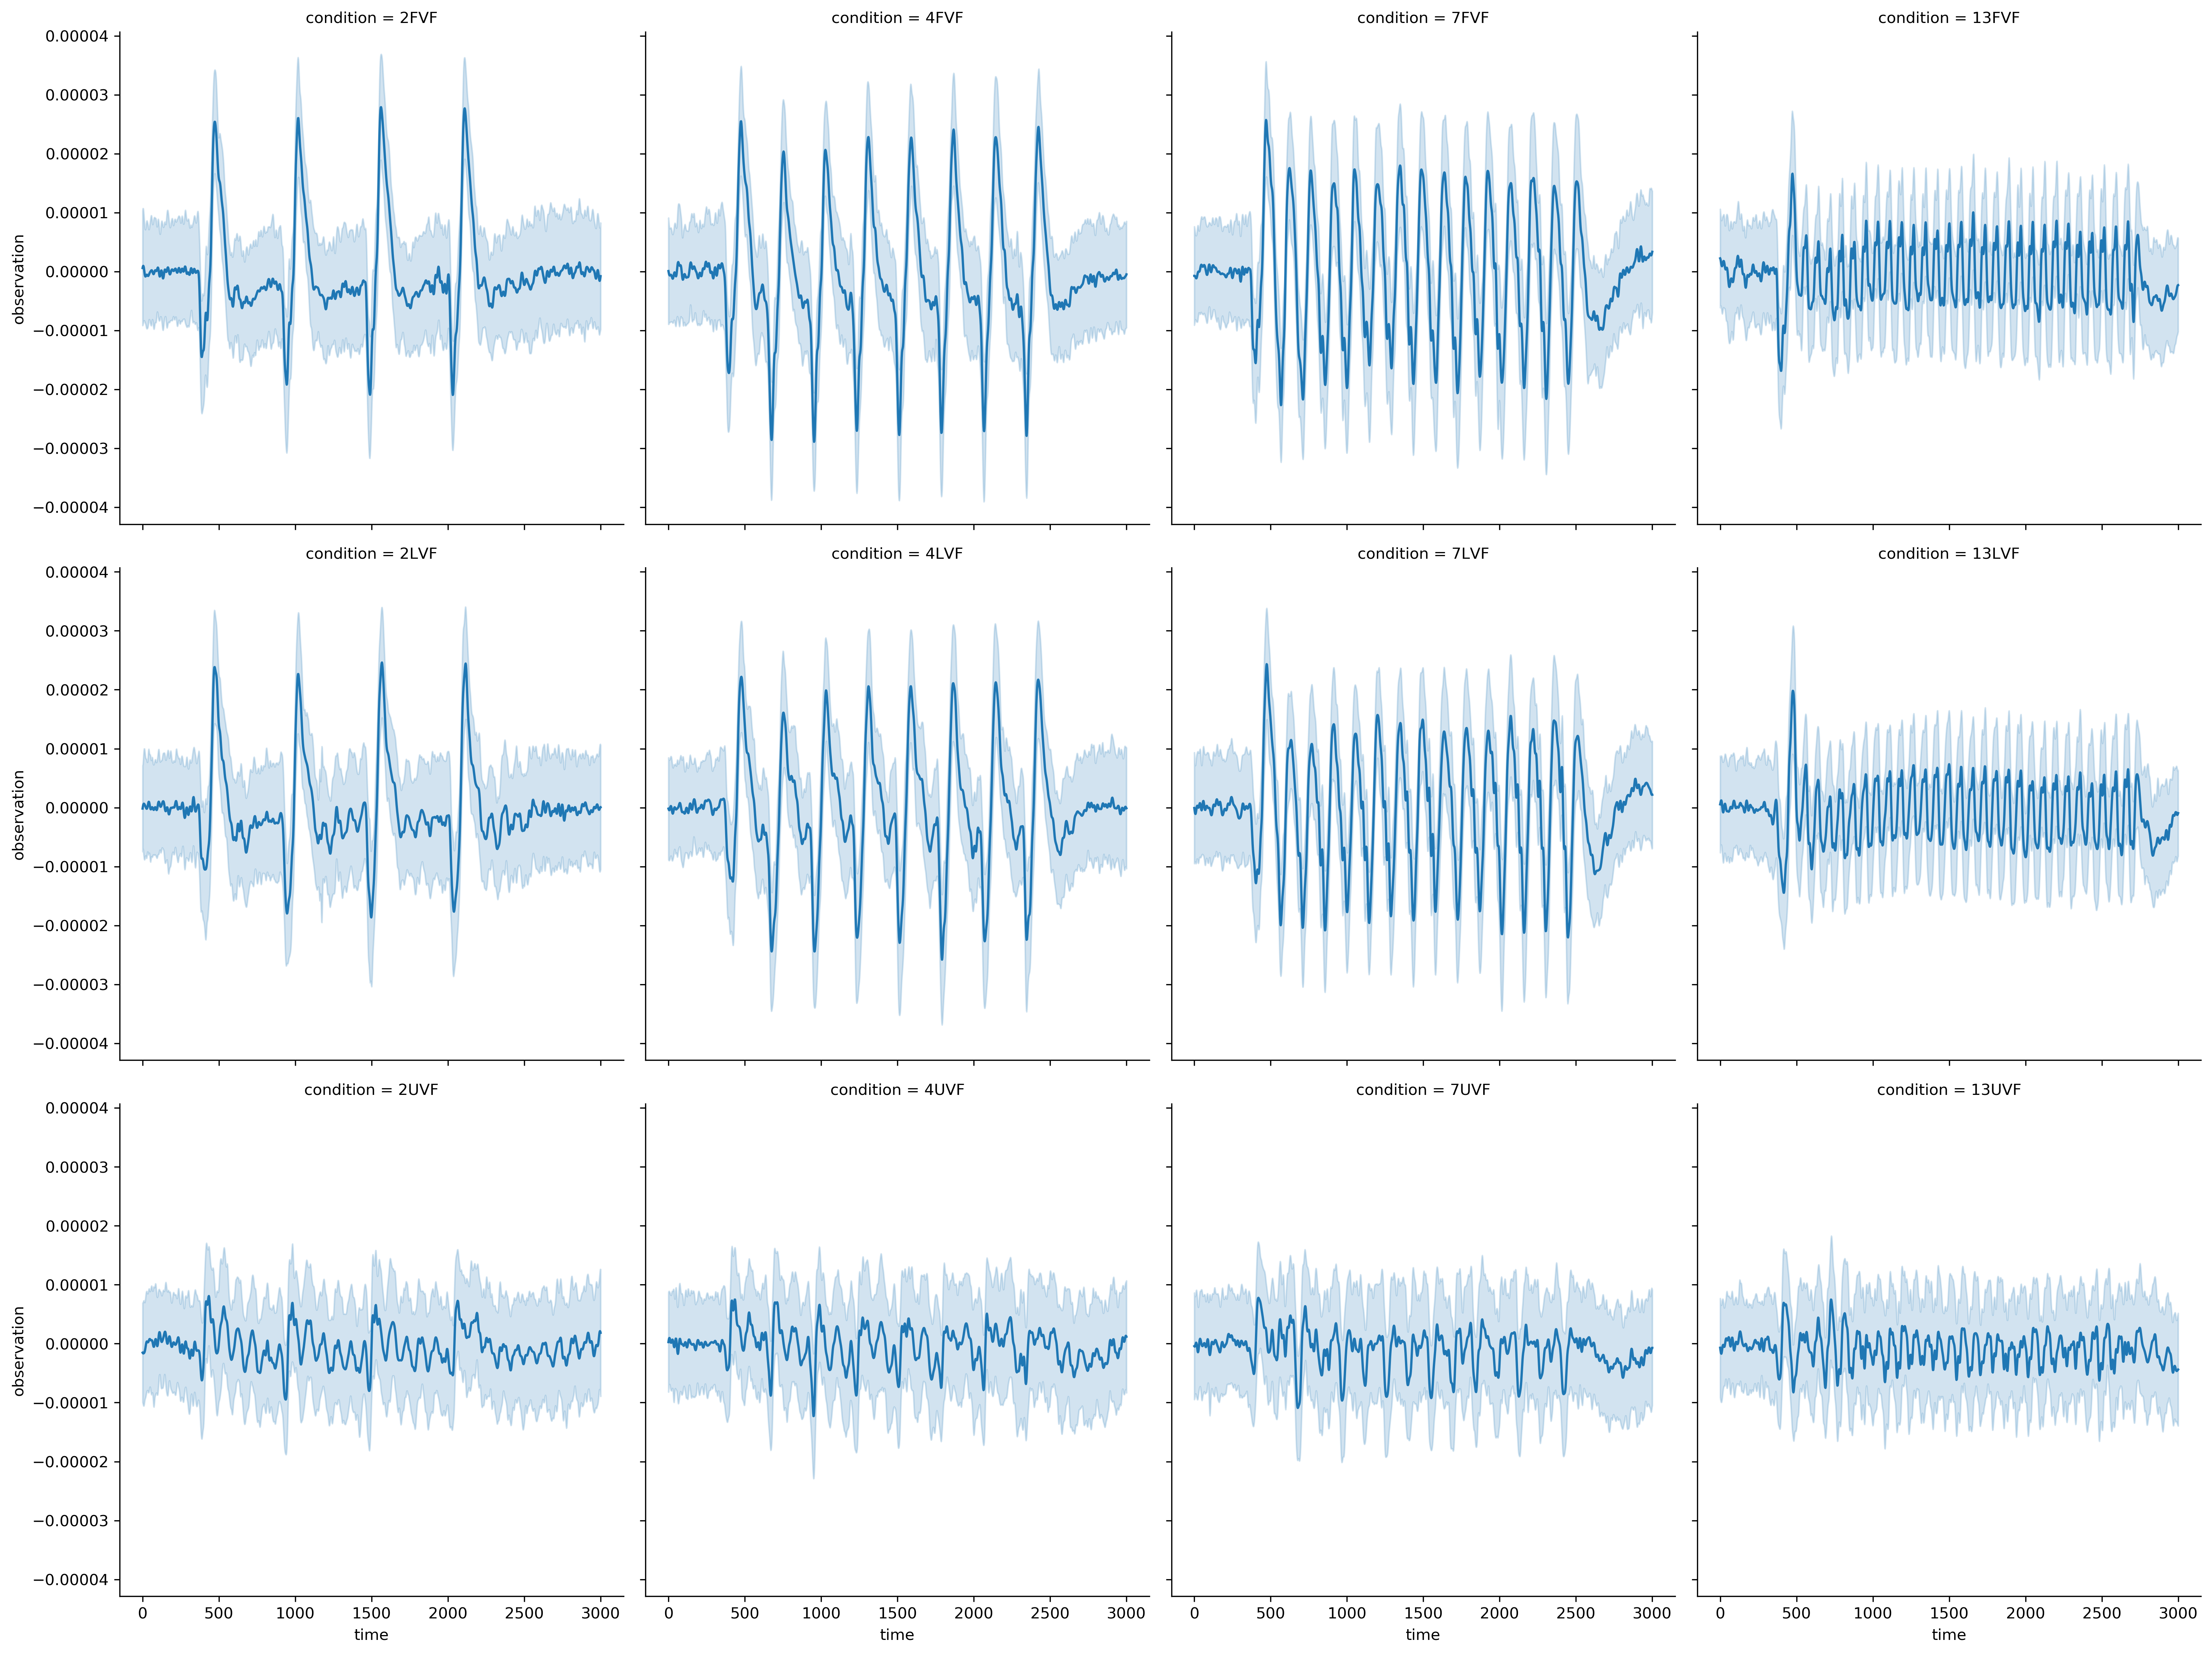 condition = 2FVF
condition = 4FVF
condition = 7FVF
condition = 13FVF
0.00004
0.00003
0.00002
0.00001
0.00000
−0.00001
−0.00002
−0.00003
−0.00004
observation
condition = 2LVF
condition = 4LVF
condition = 7LVF
condition = 13LVF
0.00004
0.00003
0.00002
0.00001
0.00000
−0.00001
−0.00002
−0.00003
−0.00004
observation
condition = 2UVF
condition = 4UVF
condition = 7UVF
condition = 13UVF
0.00004
0.00003
0.00002
0.00001
0.00000
−0.00001
−0.00002
−0.00003
−0.00004
observation
0 500 1000 1500 2000 2500 3000
time
0 500 1000 1500 2000 2500 3000
time
0 500 1000 1500 2000 2500 3000
time
0 500 1000 1500 2000 2500 3000
time